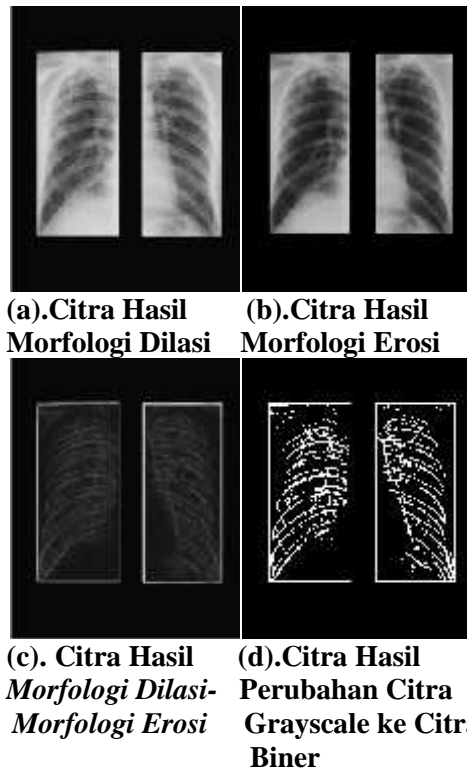 (a).Citra Hasil
Morfologi Dilasi
(b).Citra Hasil
Morfologi Erosi
(c). Citra Hasil
Morfologi Dilasi-
Morfologi Erosi
(d).Citra Hasil
Perubahan Citra
Grayscale ke Citr
Biner